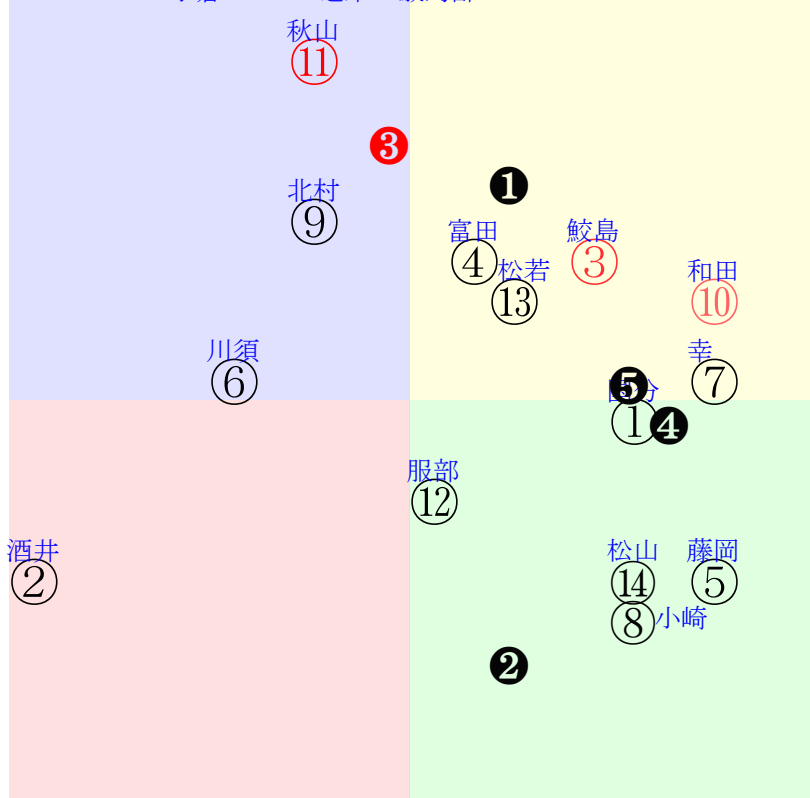 秋山
⑪
❸
北村
❶
⑨
富田
鮫島
④
松若
③
和田
⑬
⑩
川須
幸
⑥
❺
⑦
①
❹
服部
⑫
酒井
松山
藤岡
②
⑭
⑤
⑧
小崎
❷